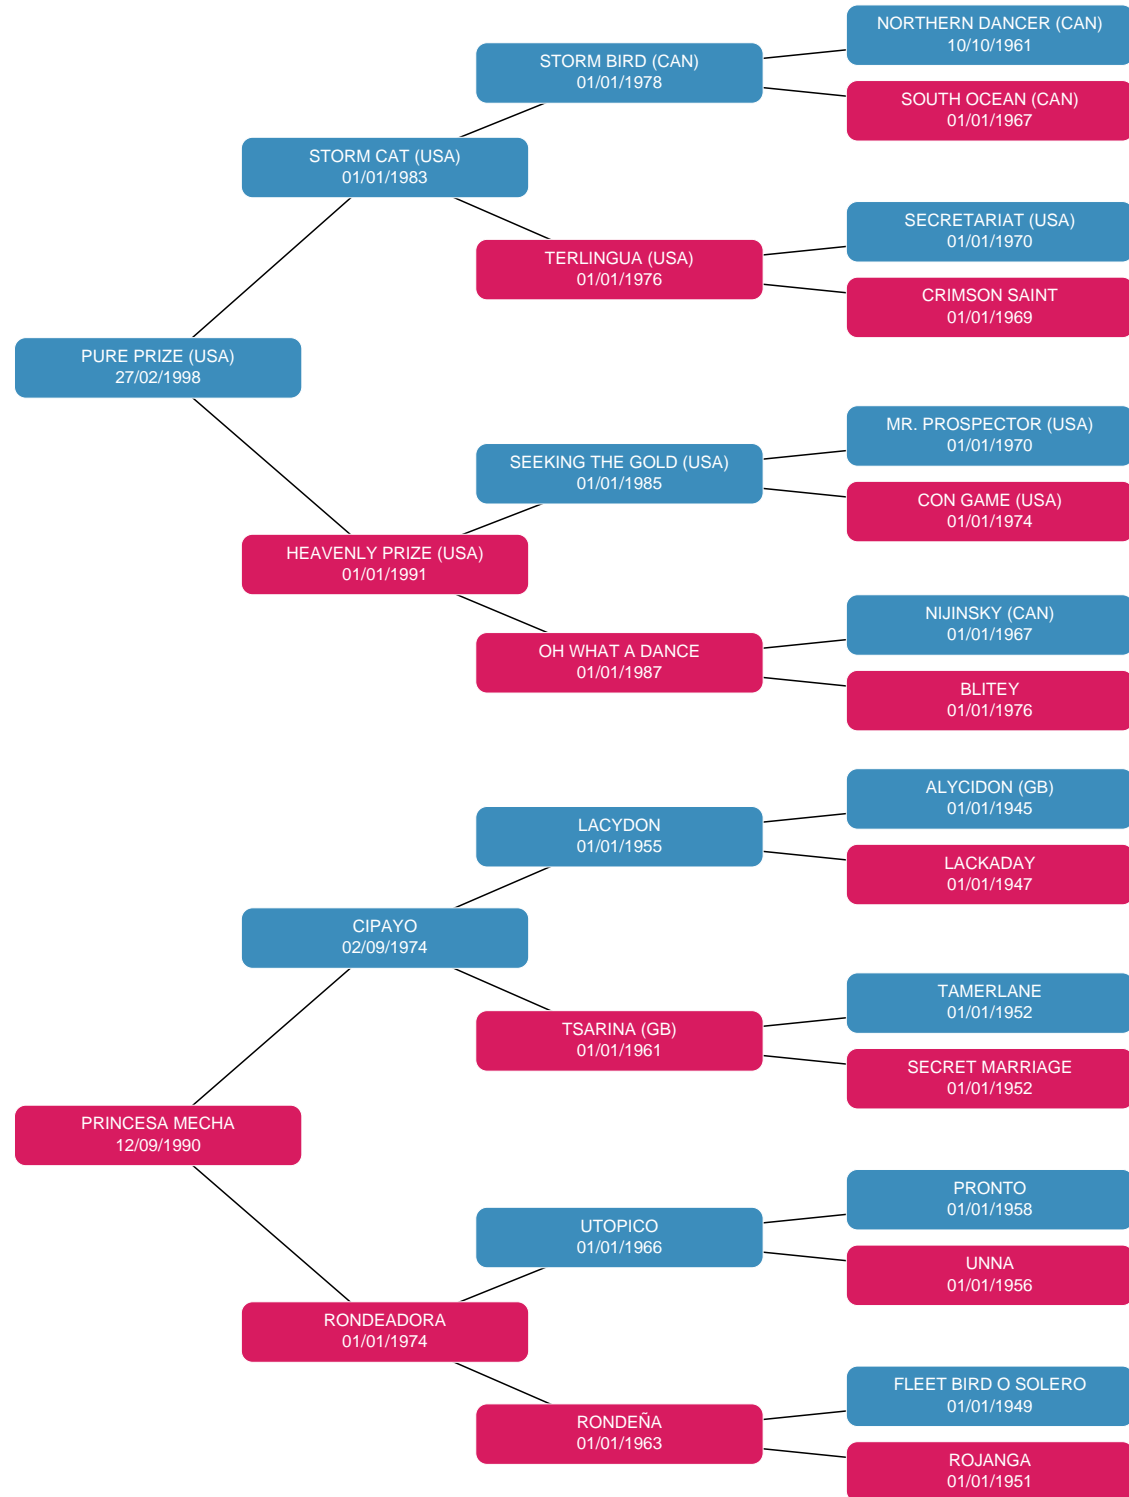 NORTHERN DANCER (CAN)
10/10/1961
STORM BIRD (CAN)
01/01/1978
SOUTH OCEAN (CAN)
01/01/1967
STORM CAT (USA)
01/01/1983
SECRETARIAT (USA)
01/01/1970
TERLINGUA (USA)
01/01/1976
CRIMSON SAINT
01/01/1969
PURE PRIZE (USA)
27/02/1998
MR. PROSPECTOR (USA)
01/01/1970
SEEKING THE GOLD (USA)
01/01/1985
CON GAME (USA)
01/01/1974
HEAVENLY PRIZE (USA)
01/01/1991
NIJINSKY (CAN)
01/01/1967
OH WHAT A DANCE
01/01/1987
BLITEY
01/01/1976
ALYCIDON (GB)
01/01/1945
LACYDON
01/01/1955
LACKADAY
01/01/1947
CIPAYO
02/09/1974
TAMERLANE
01/01/1952
TSARINA (GB)
01/01/1961
SECRET MARRIAGE
01/01/1952
PRINCESA MECHA
12/09/1990
PRONTO
01/01/1958
UTOPICO
01/01/1966
UNNA
01/01/1956
RONDEADORA
01/01/1974
FLEET BIRD O SOLERO
01/01/1949
RONDEÑA
01/01/1963
ROJANGA
01/01/1951